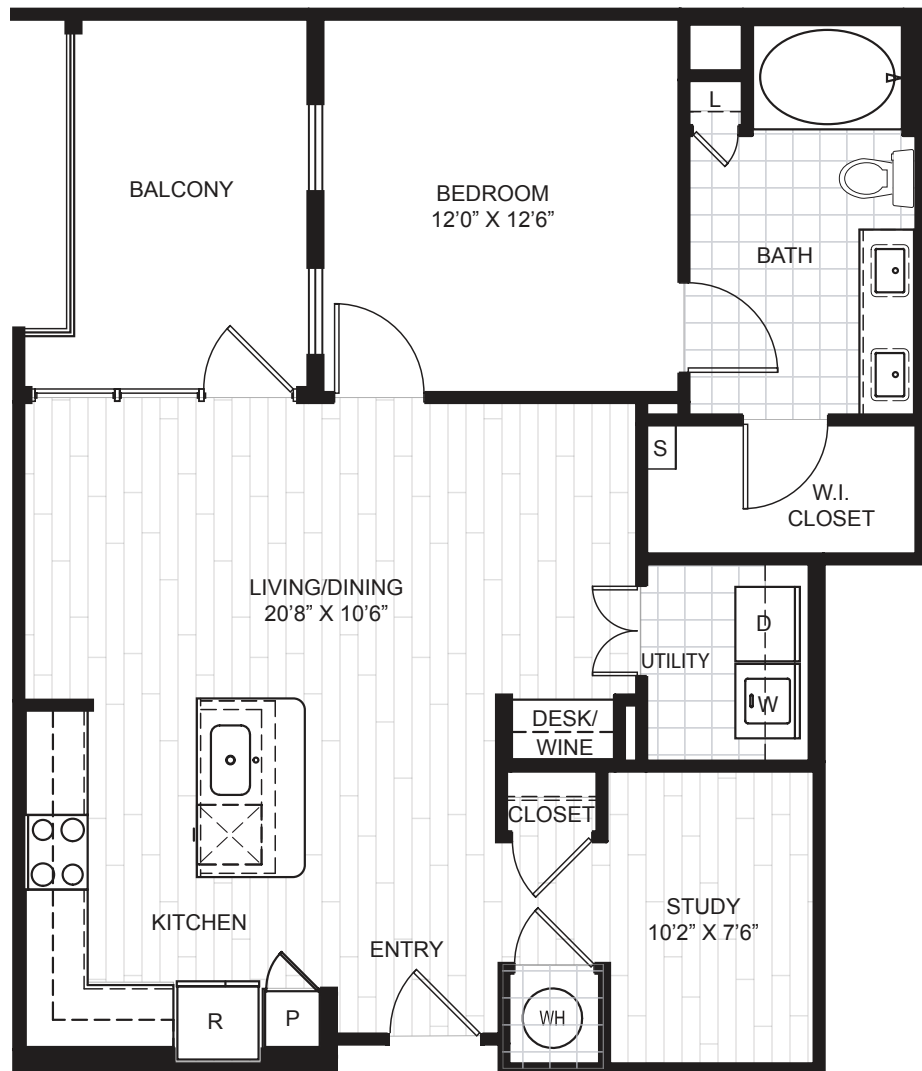 L
BALCONY
BEDROOM
12’0” X 12’6”
BATH
S
W.I.
CLOSET
LIVING/DINING
20’8” X 10’6”
D
UTILITY
W
DESK/
WINE
CLOSET
STUDY
10’2” X 7’6”
KITCHEN
ENTRY
R
P
WH